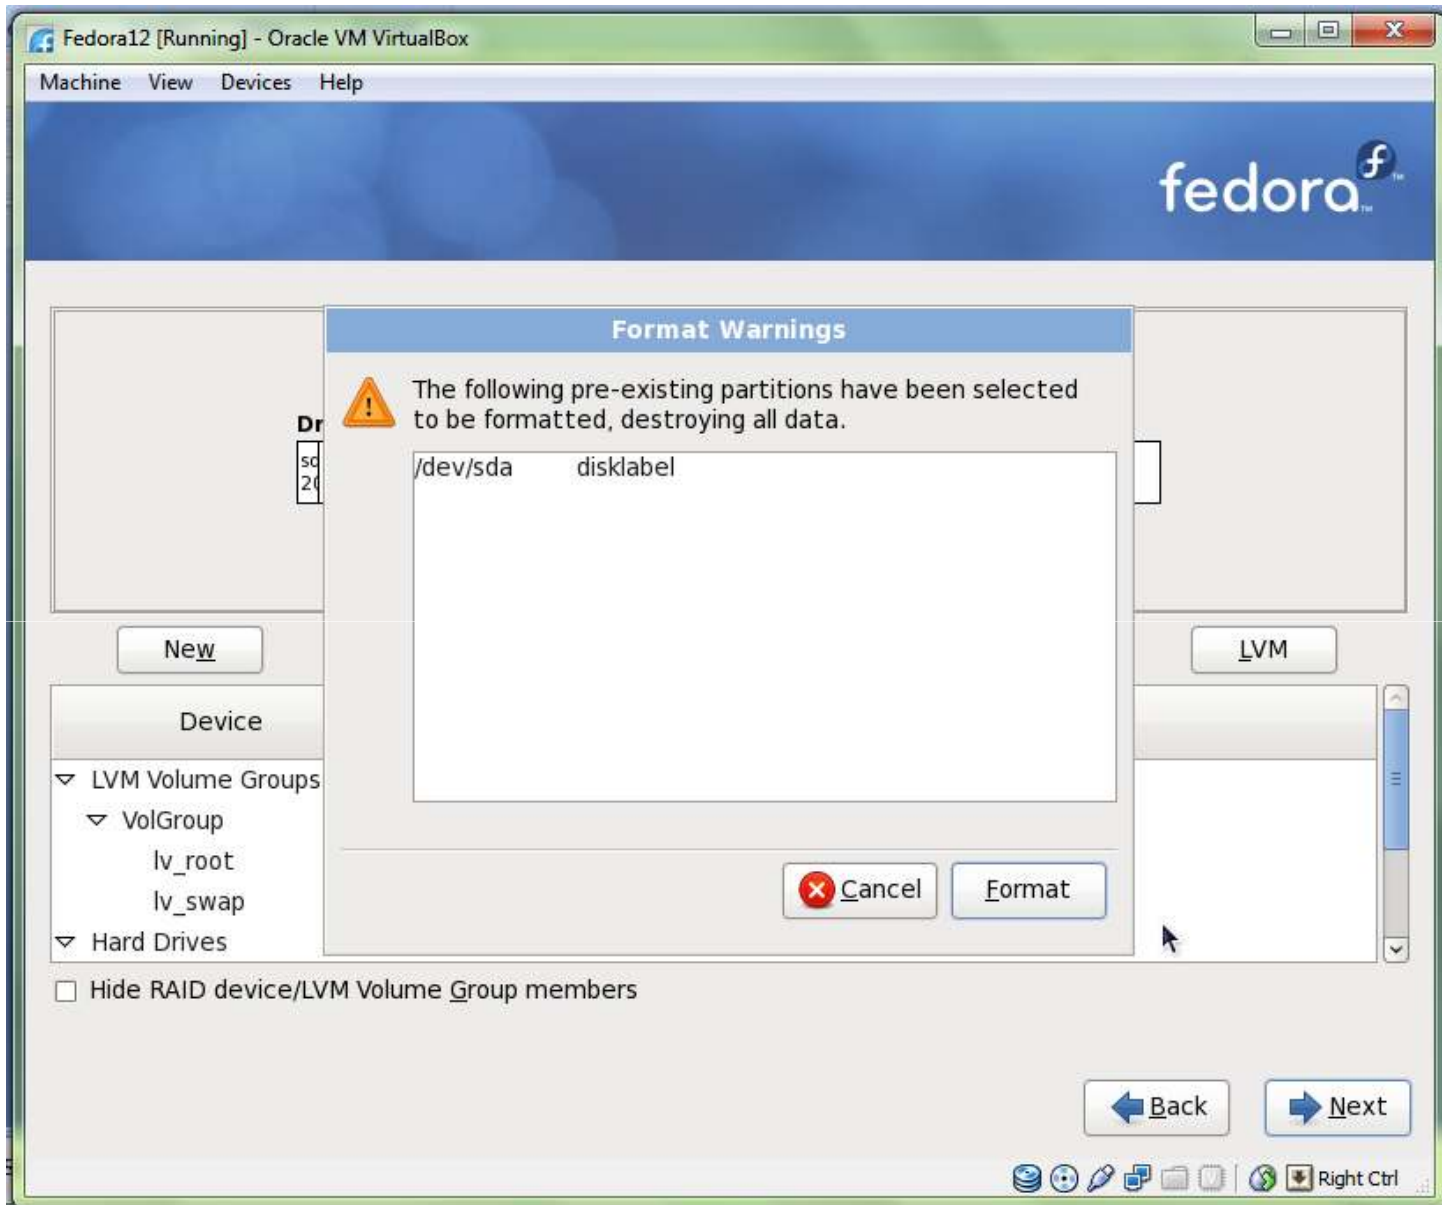 Fedora12 [Running] - Oracle VM VirtualBox
Machine View Devices Help
fedora
Format Warnings
The following pre-existing partitions have been selected
to be formatted, destroying all data.
Dr
/dev/sda disklabel
New
LVM
Device
LVM Volume Groups
VolGroup
lv_root
lv_swap
Cancel
Format
Hard Drives
Hide RAID device/LVM Volume Group members
Back
Next
Right Ctrl